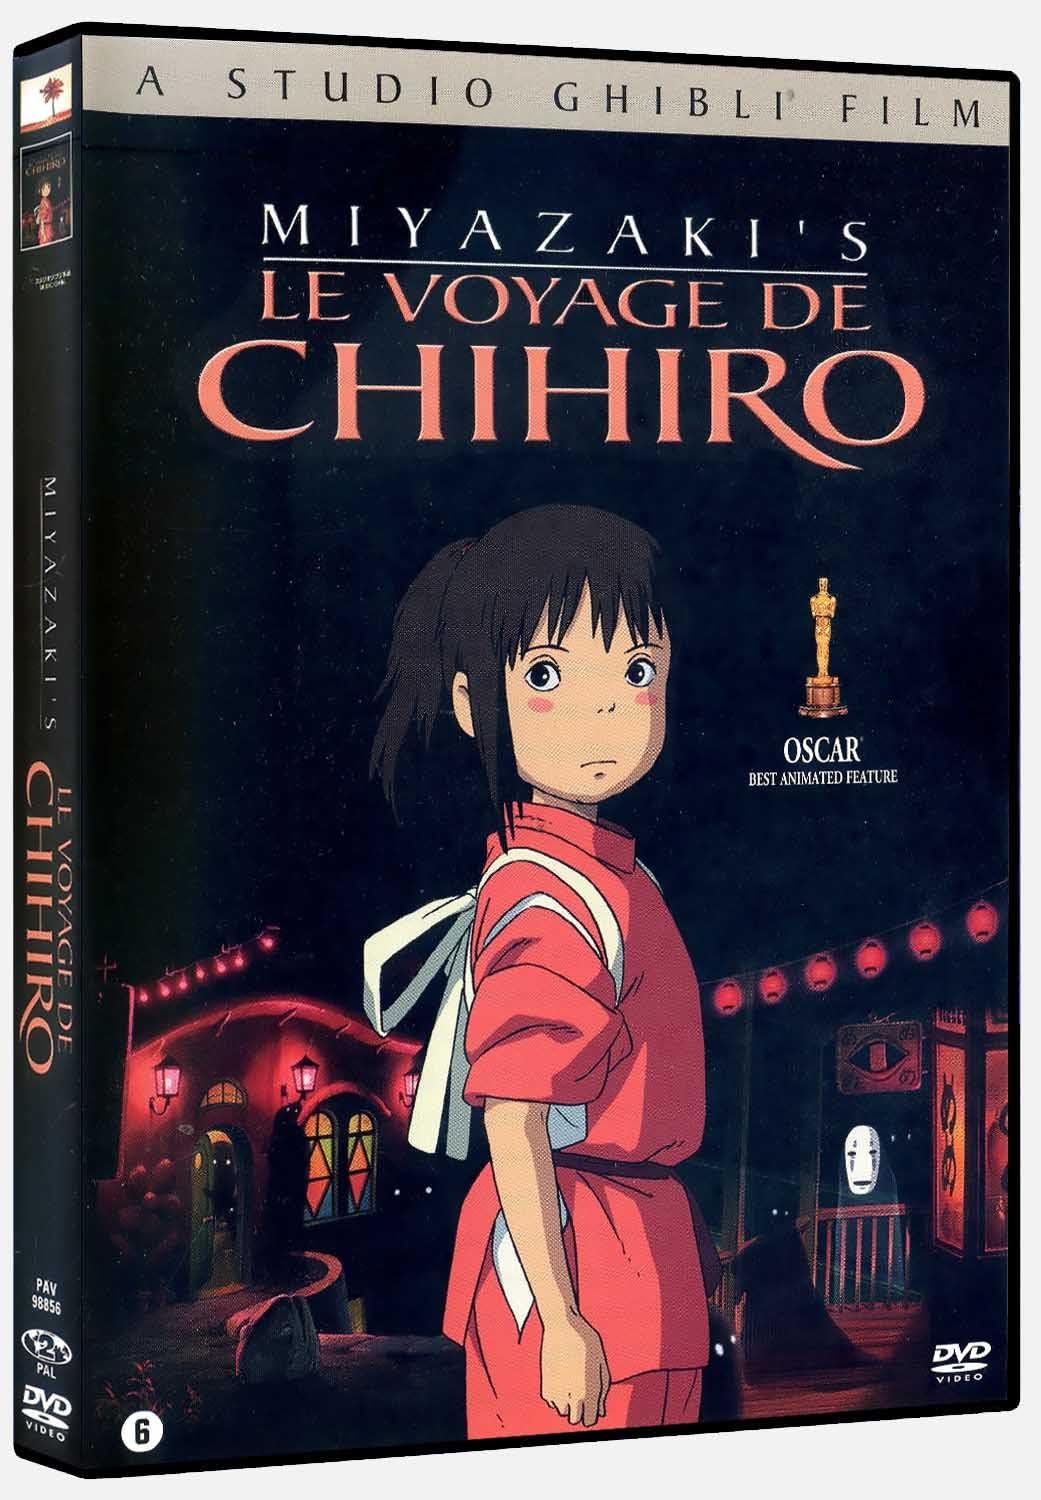 A STUDIO GHIBLI FILM
MIYAZAKI'S
LE VOYAGE DE
CHIHIRO
OSCAR
BEST ANIMATED FEATURE
DVD
VIDEO
6
CHIHIRO
MIYAZAKI'S
LE VOYAGE DE
CHIHIRO
PAV
98856
2
PAL
DVD
VIDEO